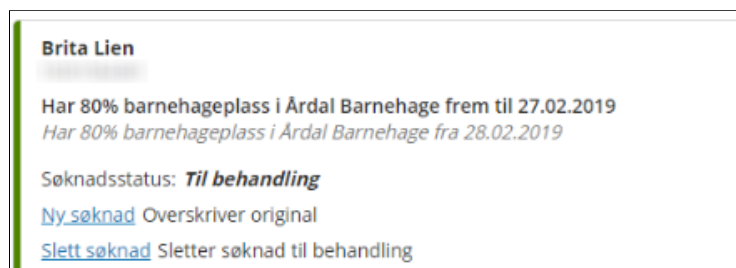 Brita Lien
Har 80% barnehageplass i Årdal Barnehage frem til 27.02.2019
Har 80% barnehageplass i Årdal Barnehage fra 28.02.2019
Søknadsstatus: Til behandling
Ny søknad Overskriver original
Slett søknad Sletter søknad til behandling